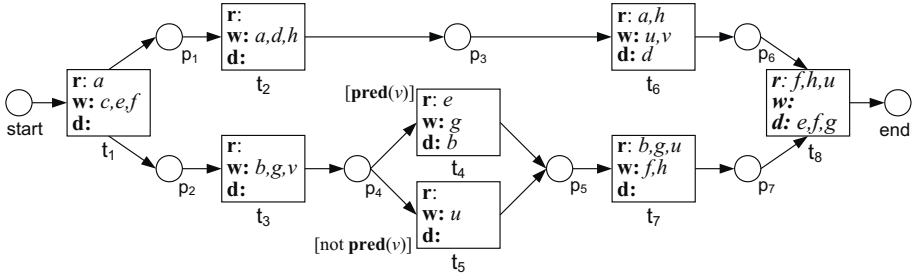 start
r: a
w: c,e,f
d:
t1
p1
r:
w: a,d,h
d:
t2
p3
r: a,h
w: u,v
d: d
t6
p6
p2
r:
w: b,g,v
d:
t3
p4
[pred(v)]
r: e
w: g
d: b
t4
[not pred(v)]
r:
w: u
d:
t5
p5
r: b,g,u
w: f,h
d:
t7
p7
r: f,h,u
w:
d: e,f,g
t8
end